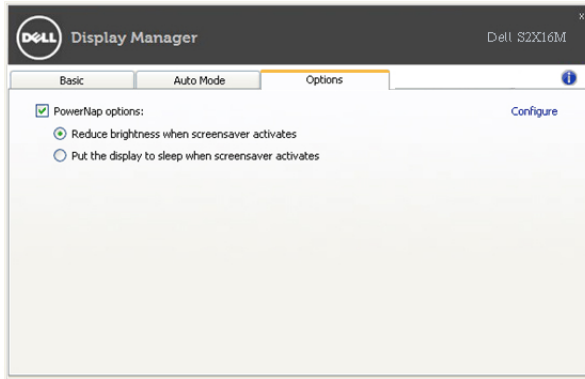 DELL Display Manager Dell S2X16M x
Basic Auto Mode Options i
PowerNap options: Configure
Reduce brightness when screensaver activates
Put the display to sleep when screensaver activates